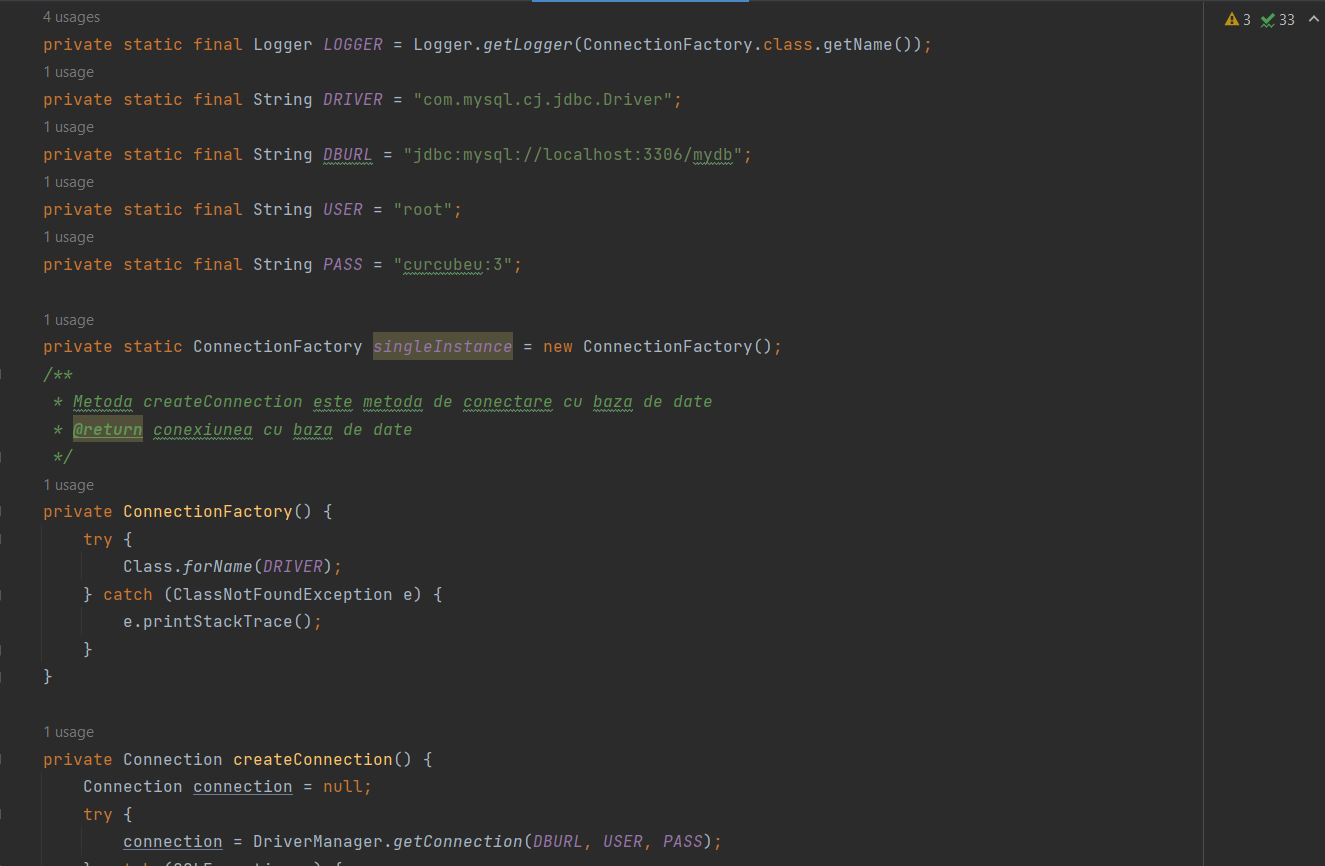 4 usages
3 33
private static final Logger LOGGER = Logger.getLogger(ConnectionFactory.class.getName());
1 usage
private static final String DRIVER = "com.mysql.cj.jdbc.Driver";
1 usage
private static final String DBURL = "jdbc:mysql://localhost:3306/mydb";
1 usage
private static final String USER = "root";
1 usage
private static final String PASS = "curcubeu:3";
1 usage
private static ConnectionFactory singleInstance = new ConnectionFactory();
/**
* Metoda createConnection este metoda de conectare cu baza de date
* @return conexiunea cu baza de date
*/
1 usage
private ConnectionFactory() {
try {
Class.forName(DRIVER);
} catch (ClassNotFoundException e) {
e.printStackTrace();
}
}
1 usage
private Connection createConnection() {
Connection connection = null;
try {
connection = DriverManager.getConnection(DBURL, USER, PASS);